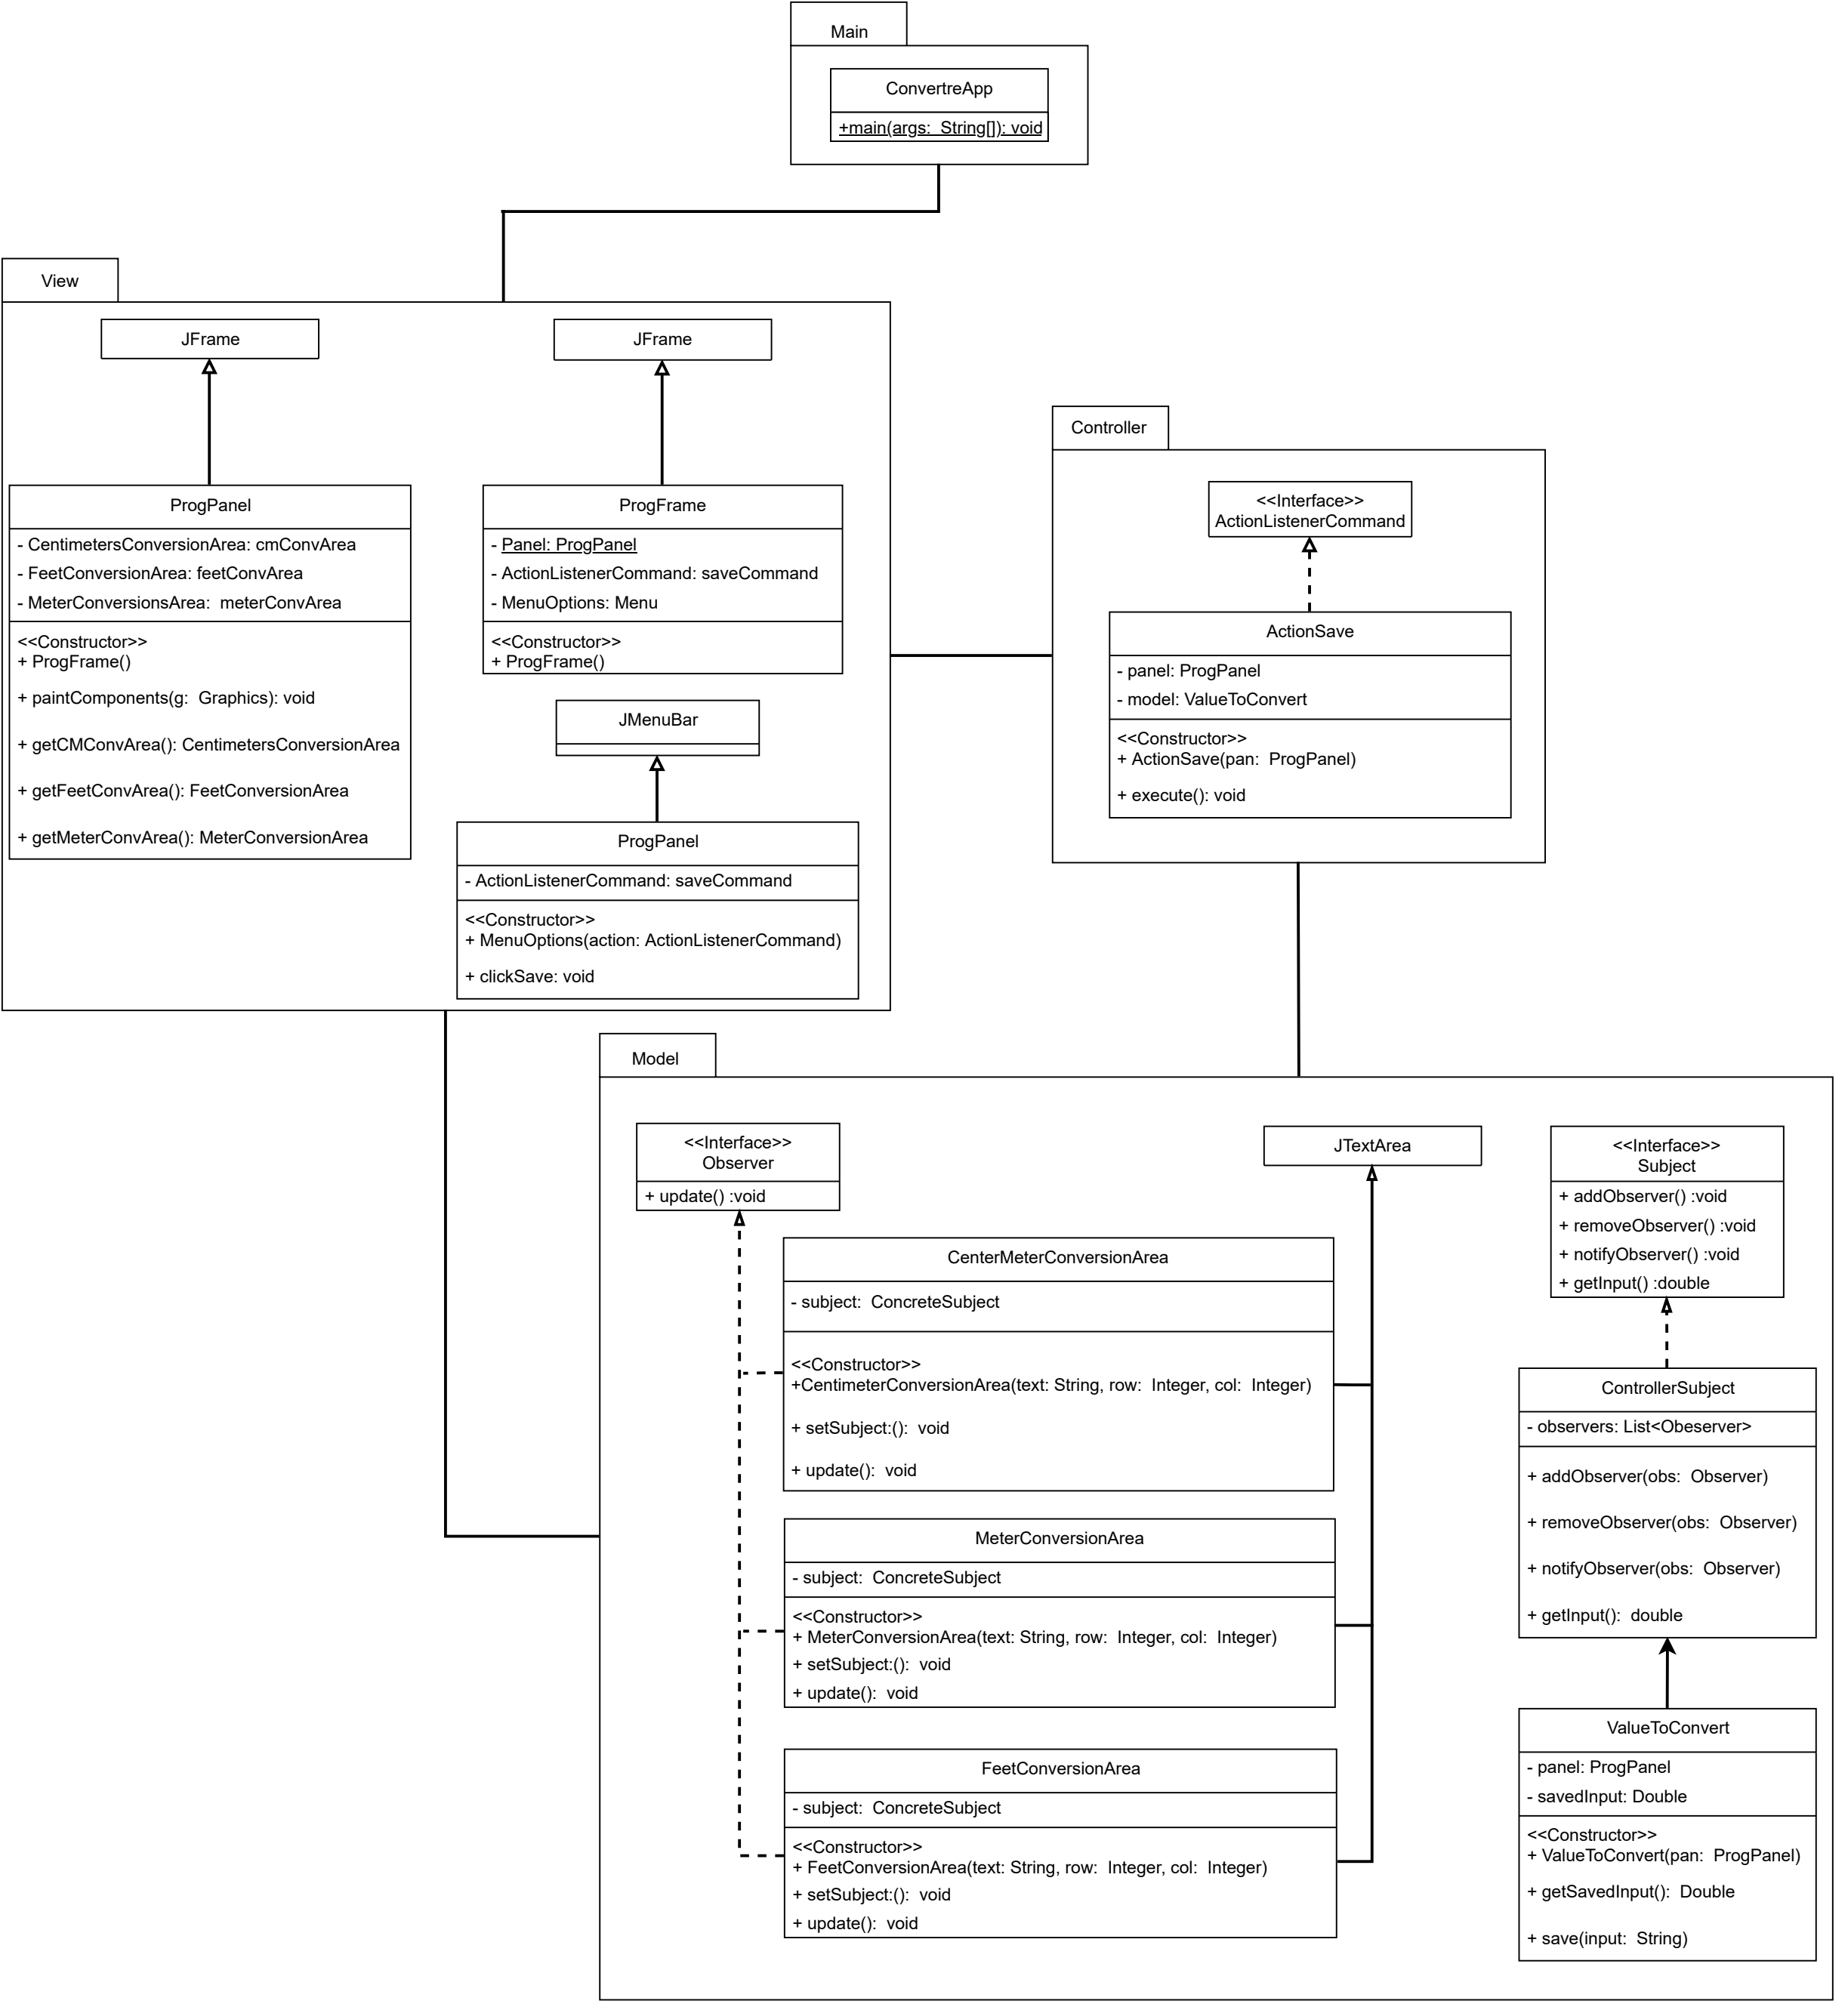 Main
ConvertreApp
+main(args: String[]): void
View
JFrame
ProgPanel
- CentimetersConversionArea: cmConvArea
- FeetConversionArea: feetConvArea
- MeterConversionsArea: meterConvArea
<<Constructor>>
+ ProgFrame()
+ paintComponents(g: Graphics): void
+ getCMConvArea(): CentimetersConversionArea
+ getFeetConvArea(): FeetConversionArea
+ getMeterConvArea(): MeterConversionArea
JFrame
ProgFrame
- Panel: ProgPanel
- ActionListenerCommand: saveCommand
- MenuOptions: Menu
<<Constructor>>
+ ProgFrame()
JMenuBar
ProgPanel
- ActionListenerCommand: saveCommand
<<Constructor>>
+ MenuOptions(action: ActionListenerCommand)
+ clickSave: void
Controller
<<Interface>>
ActionListenerCommand
ActionSave
- panel: ProgPanel
- model: ValueToConvert
<<Constructor>>
+ ActionSave(pan: ProgPanel)
+ execute(): void
Model
<<Interface>>
Observer
+ update() :void
JTextArea
CenterMeterConversionArea
- subject: ConcreteSubject
<<Constructor>>
+CentimeterConversionArea(text: String, row: Integer, col: Integer)
+ setSubject:(): void
+ update(): void
MeterConversionArea
- subject: ConcreteSubject
<<Constructor>>
+ MeterConversionArea(text: String, row: Integer, col: Integer)
+ setSubject:(): void
+ update(): void
FeetConversionArea
- subject: ConcreteSubject
<<Constructor>>
+ FeetConversionArea(text: String, row: Integer, col: Integer)
+ setSubject:(): void
+ update(): void
<<Interface>>
Subject
+ addObserver() :void
+ removeObserver() :void
+ notifyObserver() :void
+ getInput() :double
ControllerSubject
- observers: List<Obeserver>
+ addObserver(obs: Observer)
+ removeObserver(obs: Observer)
+ notifyObserver(obs: Observer)
+ getInput(): double
ValueToConvert
- panel: ProgPanel
- savedInput: Double
<<Constructor>>
+ ValueToConvert(pan: ProgPanel)
+ getSavedInput(): Double
+ save(input: String)